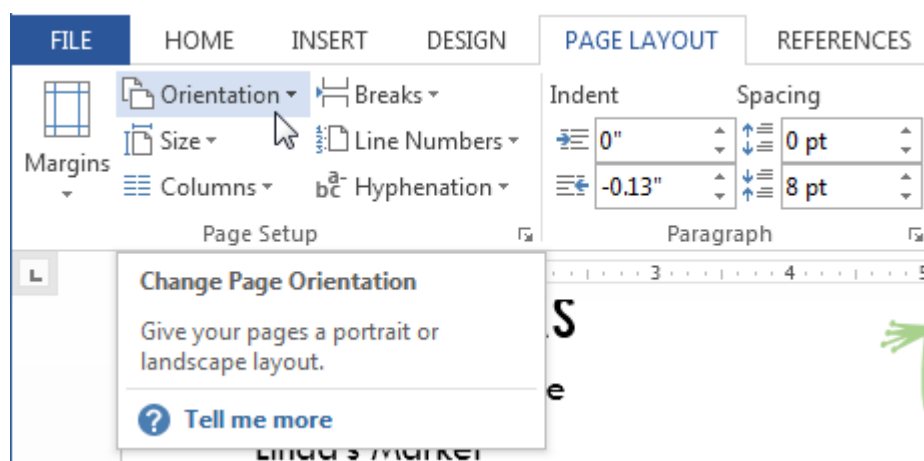 FILE HOME INSERT DESIGN PAGE LAYOUT REFERENCES
Orientation Breaks Indent Spacing
Size Line Numbers 0" 0 pt
Margins
Columns Hyphenation -0.13" 8 pt
Page Setup Paragraph
L 3 4
Change Page Orientation
Give your pages a portrait or
landscape layout.
Tell me more
Linda's Market